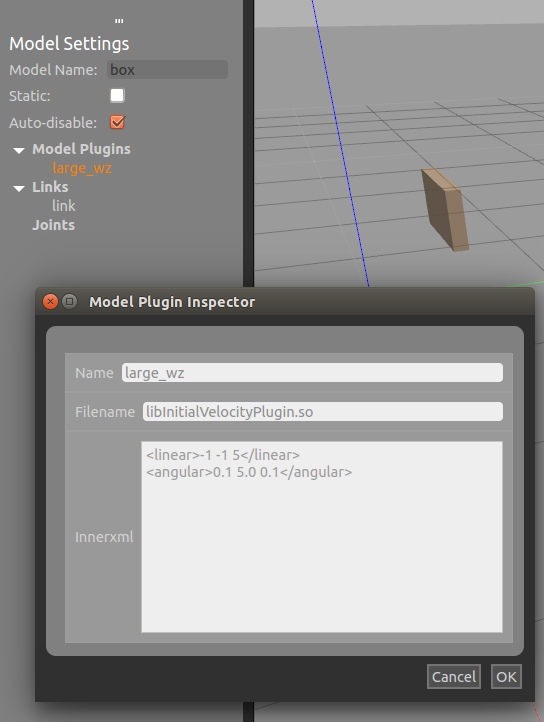 Model Settings
Model Name: box
Static:
Auto-disable:
Model Plugins
large_wz
Links
link
Joints
Model Plugin Inspector
Name large_wz
Filename libInitialVelocityPlugin.so
Innerxml
<linear>-1 -1 5</linear>
<angular>0.1 5.0 0.1</angular>
Cancel OK